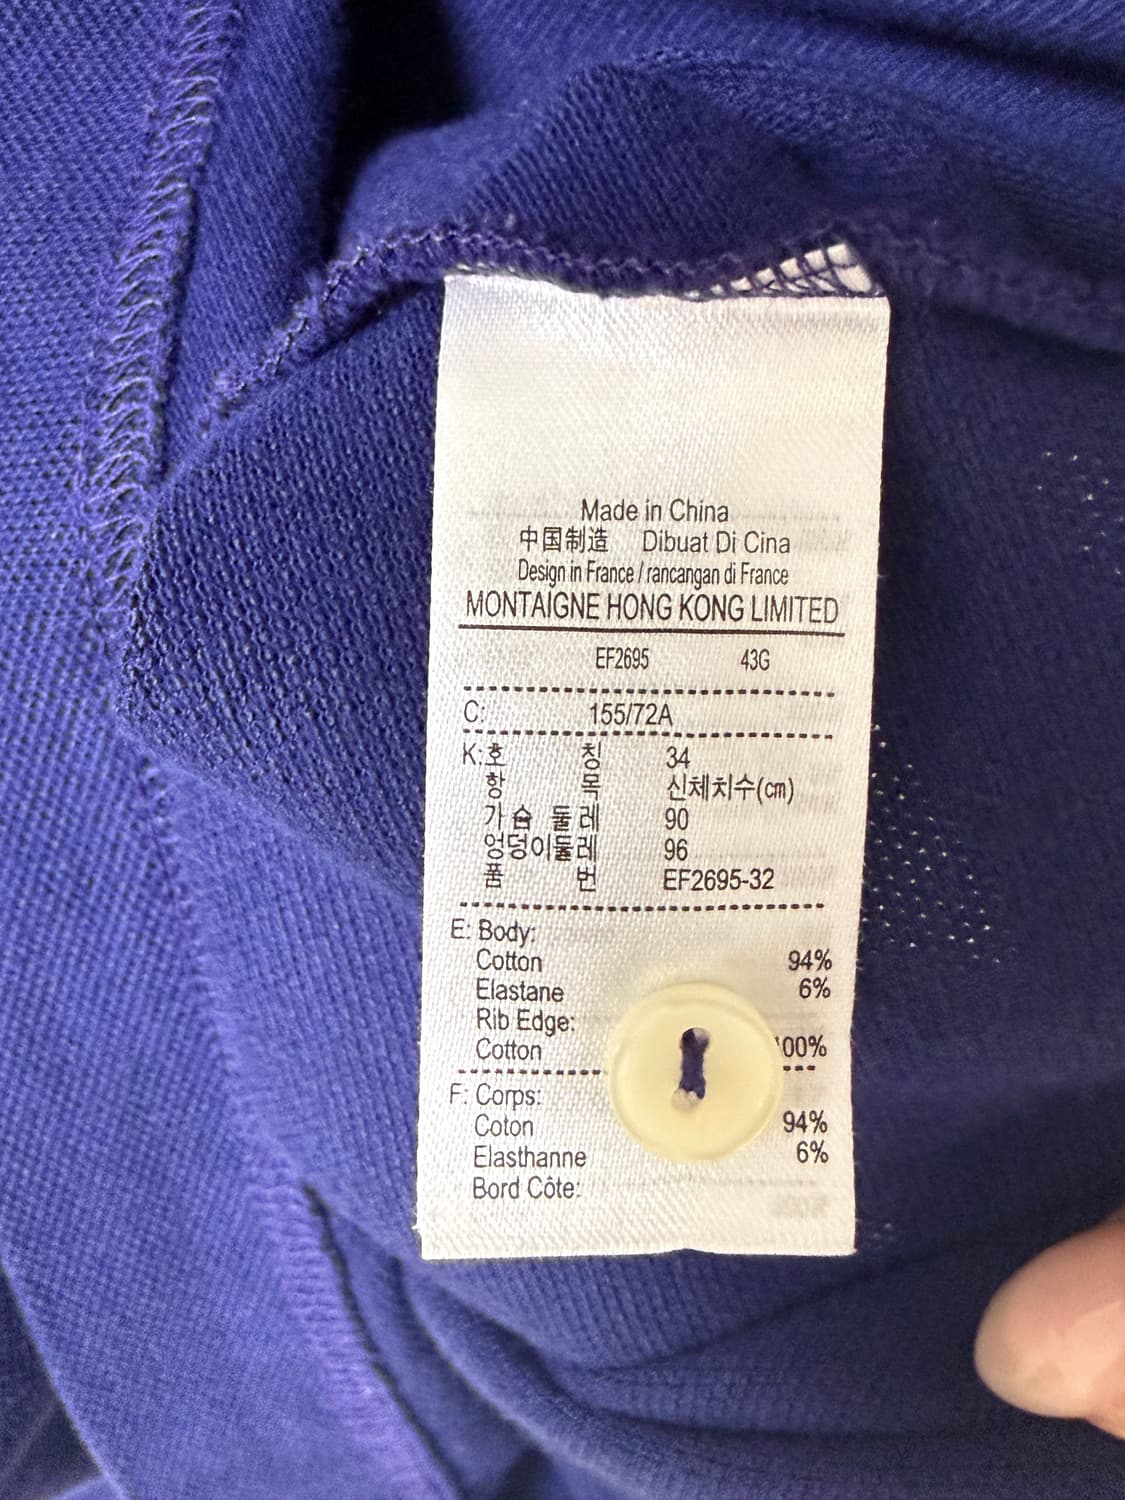 Made in China
中国制造 Dibuat Di Cina
Design in France / rancangan di France
MONTAIGNE HONG KONG LIMITED
EF2695 43G
C: 155/72A
K: 호 칭 34
항 목 신체치수(cm)
가슴 둘레 90
엉덩이둘레 96
품 번 EF2695-32
E: Body:
Cotton 94%
Elastane 6%
Rib Edge:
Cotton 00%
F: Corps:
Coton 94%
Elasthanne 6%
Bord Côte: